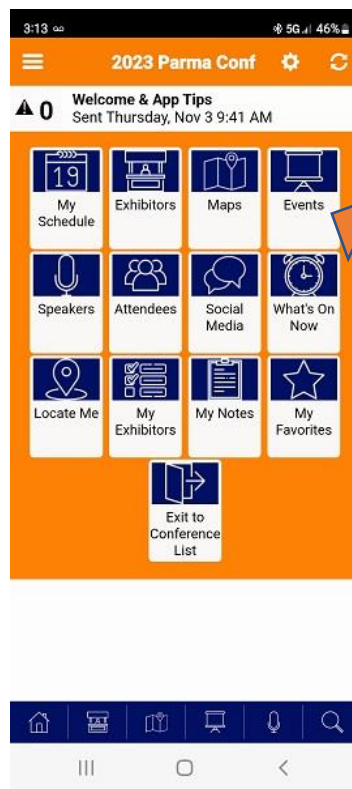 3:13
5G
46%
2023 Parma Conf
0
Welcome & App Tips
Sent Thursday, Nov 3 9:41 AM
19
My
Schedule
Exhibitors
Maps
Events
Speakers
Attendees
Social
Media
What's On
Now
Locate Me
My
Exhibitors
My Notes
My
Favorites
Exit to
Conference
List